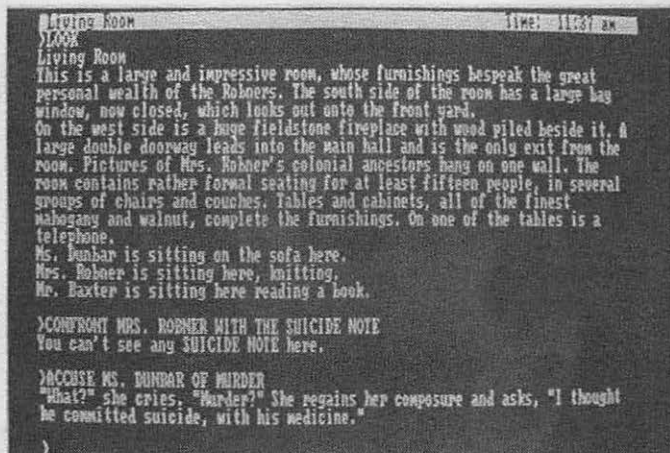 Living Room Time: 11:37 am
>LOOK
Living Room
This is a large and impressive room, whose furnishings bespeak the great
personal wealth of the Robners. The south side of the room has a large bay
window, now closed, which looks out onto the front yard.
On the west side is a huge fieldstone fireplace with wood piled beside it. A
large double doorway leads into the main hall and is the only exit from the
room. Pictures of Mrs. Robner's colonial ancestors hang on one wall. The
room contains rather formal seating for at least fifteen people, in several
groups of chairs and couches. Tables and cabinets, all of the finest
mahogany and walnut, complete the furnishings. On one of the tables is a
telephone.
Ms. Dunbar is sitting on the sofa here.
Mrs. Robner is sitting here, knitting.
Mr. Baxter is sitting here reading a book.
>CONFRONT MRS. ROBNER WITH THE SUICIDE NOTE
You can't see any SUICIDE NOTE here.
>ACCUSE MS. DUNBAR OF MURDER
"What?" she cries. "Murder?" She regains her composure and asks, "I thought
he committed suicide, with his medicine."
>